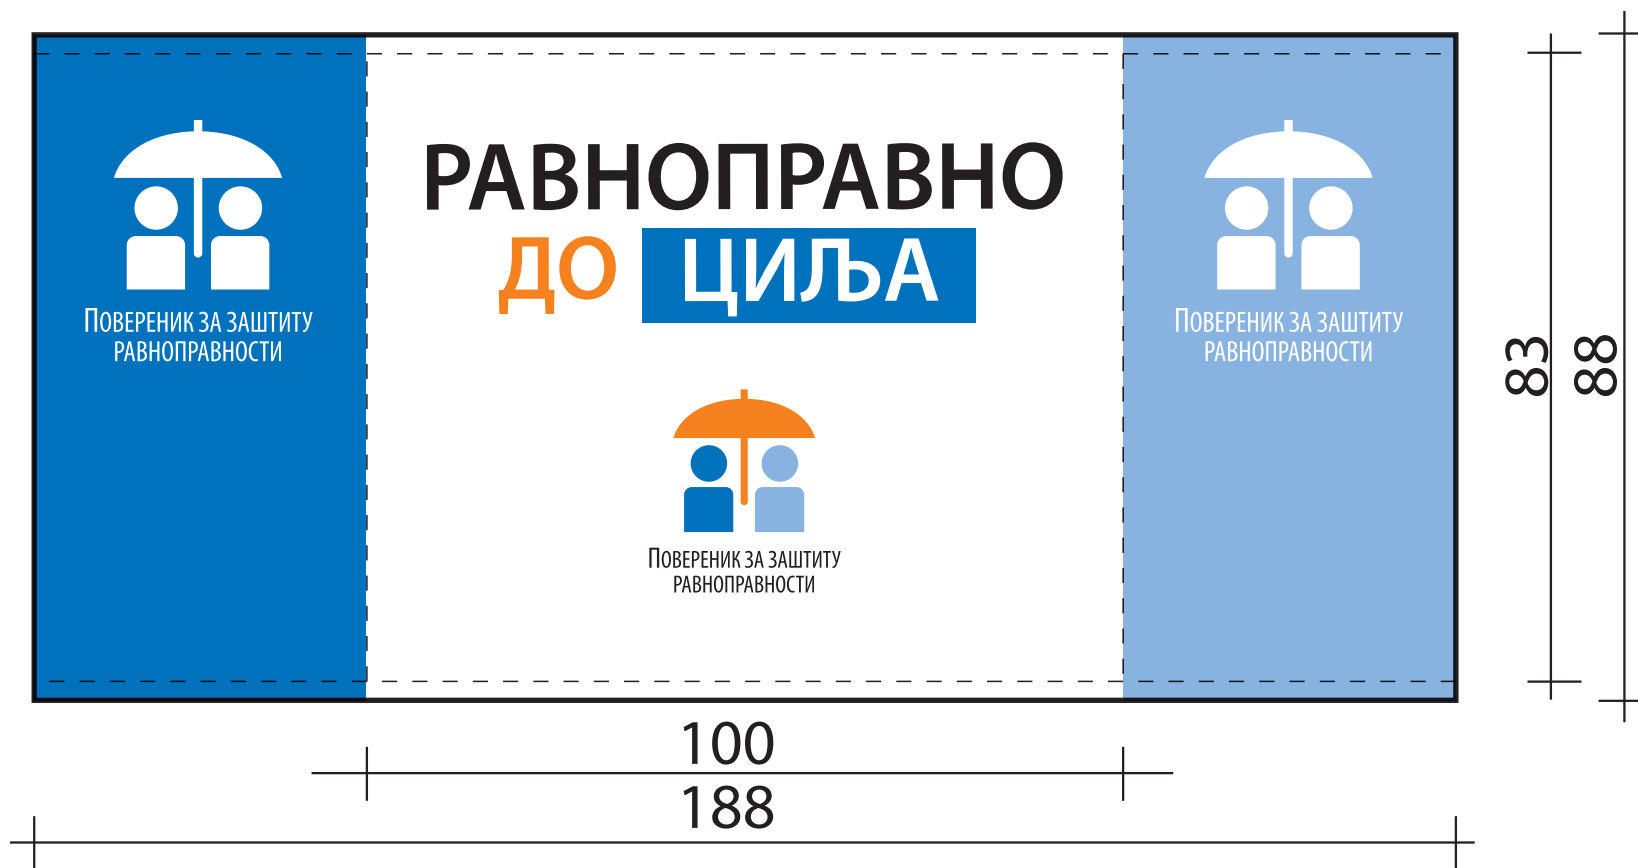 ПОВЕРЕНИК ЗА ЗАШТИТУ
РАВНОПРАВНОСТИ
РАВНОПРАВНО
ДО ЦИЉА
ПОВЕРЕНИК ЗА ЗАШТИТУ
РАВНОПРАВНОСТИ
ПОВЕРЕНИК ЗА ЗАШТИТУ
РАВНОПРАВНОСТИ
83
88
100
188